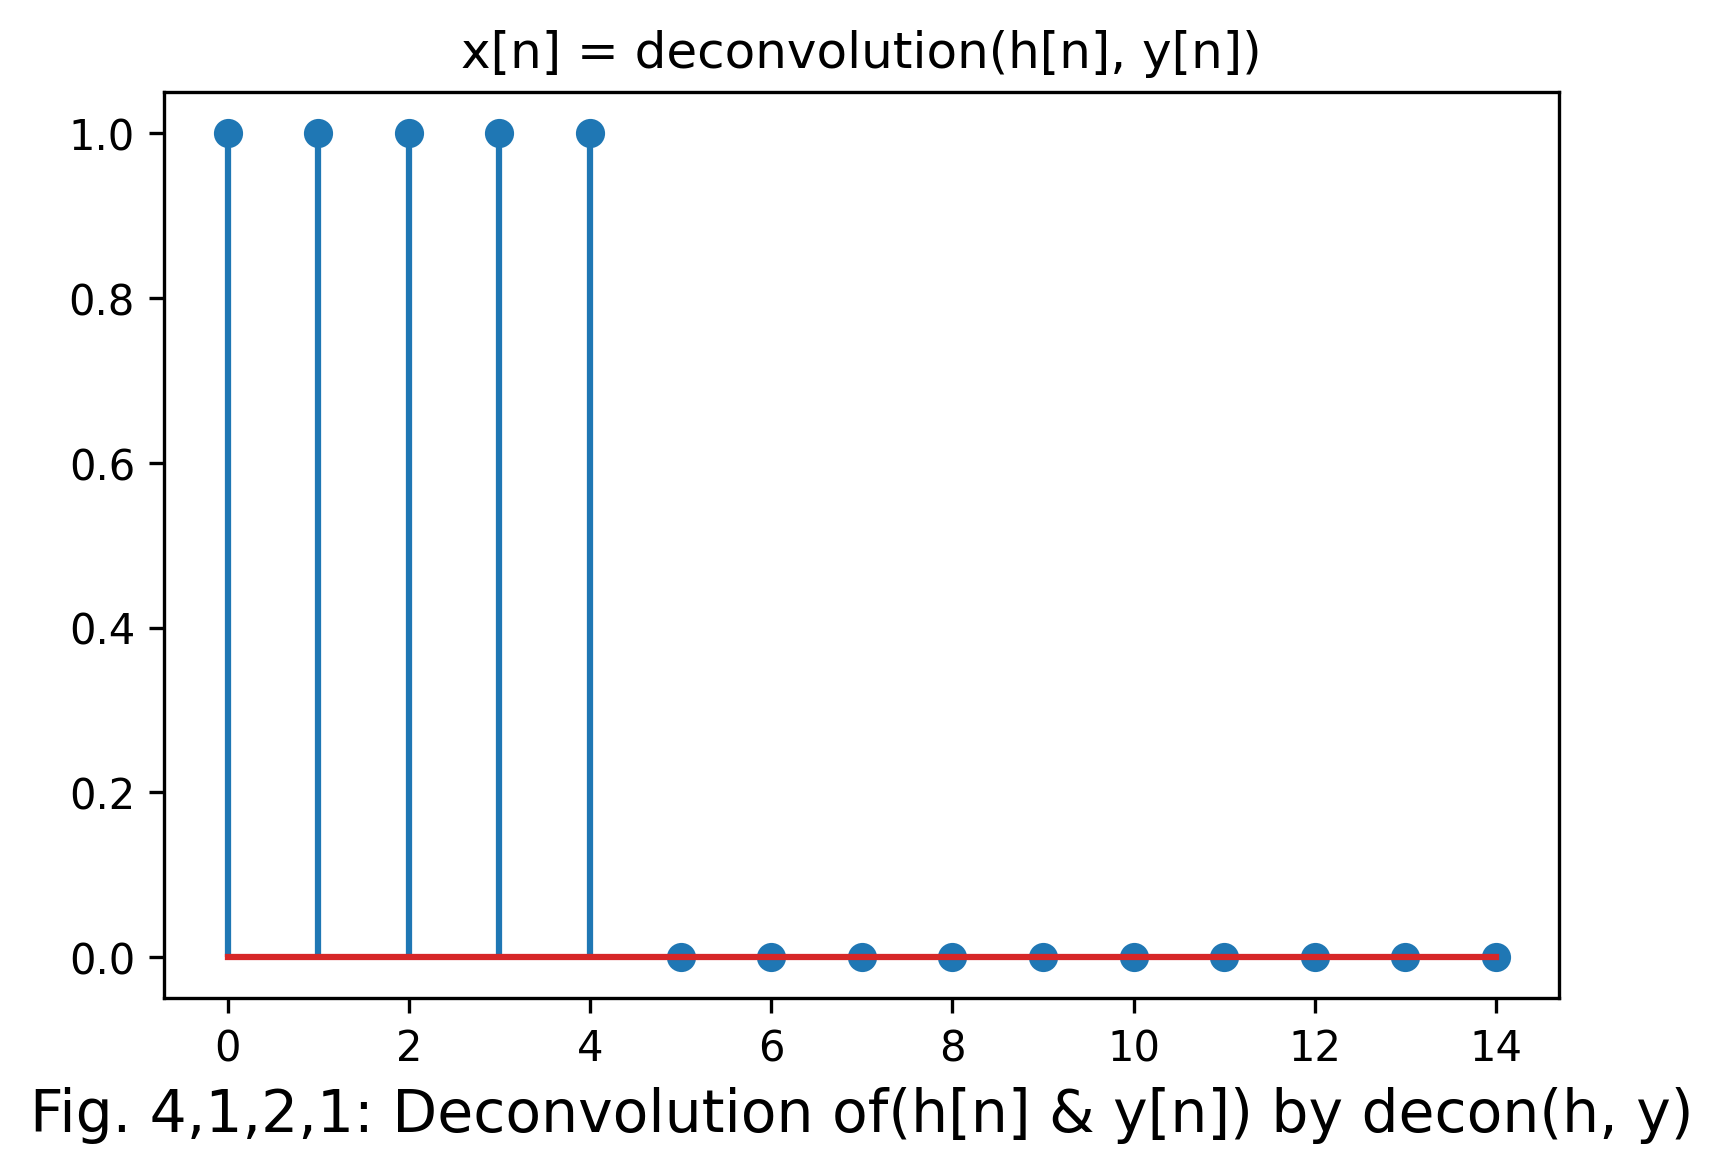 x[n] = deconvolution(h[n], y[n])
1.0
0.8
0.6
0.4
0.2
0.0
0 2 4 6 8 10 12 14
Fig. 4,1,2,1: Deconvolution of(h[n] & y[n]) by decon(h, y)